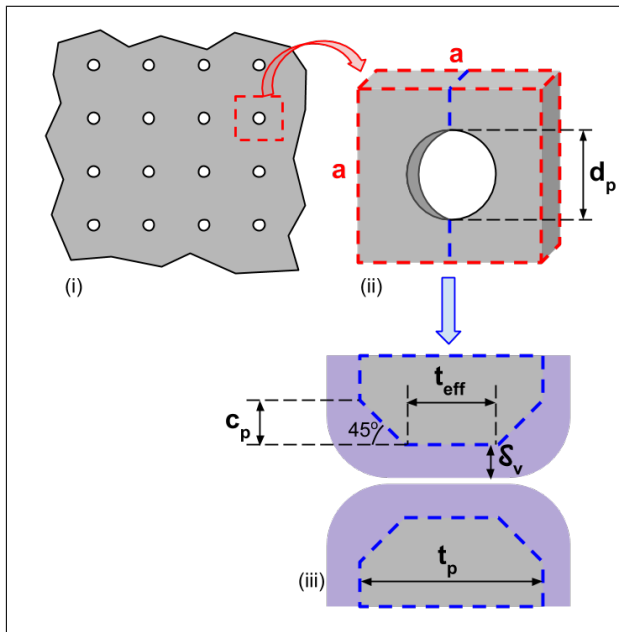 (i)
a
a
d_p
(ii)
t_eff
c_p
45°
δ_v
t_p
(iii)